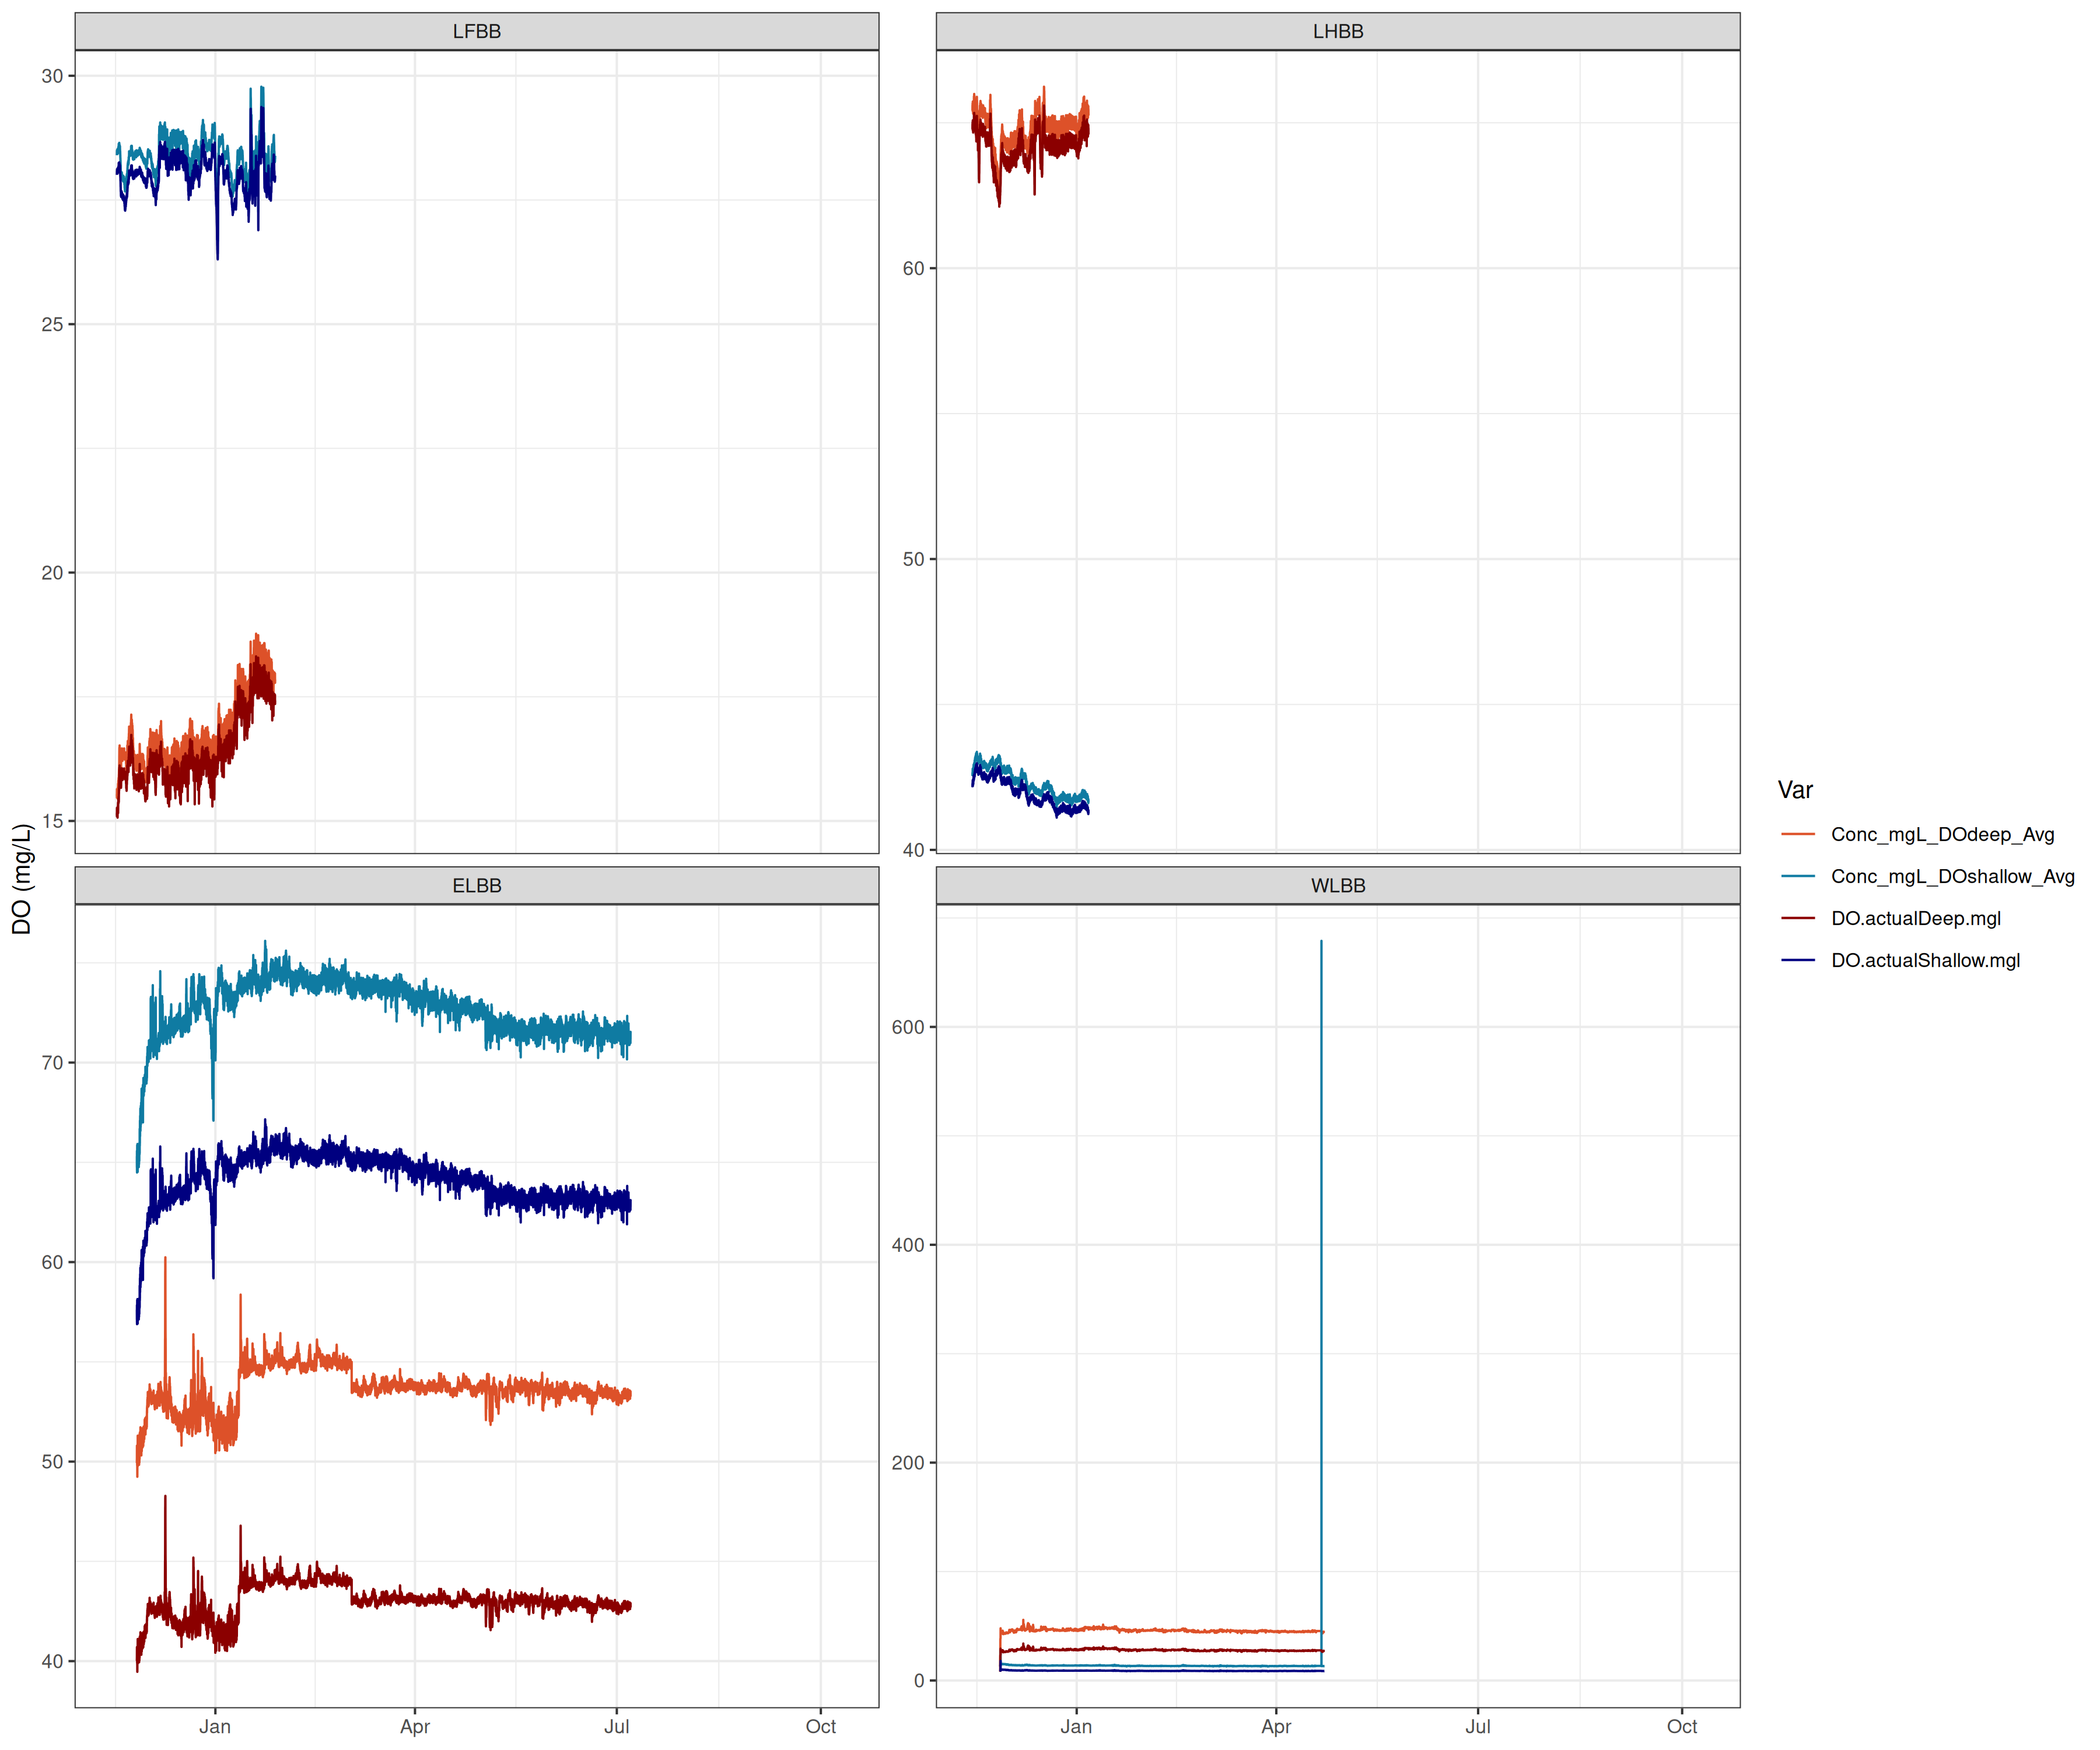 LFBB
LHBB
30
25
20
15
60
50
40
DO (mg/L)
ELBB
WLBB
70
60
50
40
600
400
200
0
Jan
Apr
Jul
Oct
Jan
Apr
Jul
Oct
Var
Conc_mgL_DOdeep_Avg
Conc_mgL_DOshallow_Avg
DO.actualDeep.mgl
DO.actualShallow.mgl